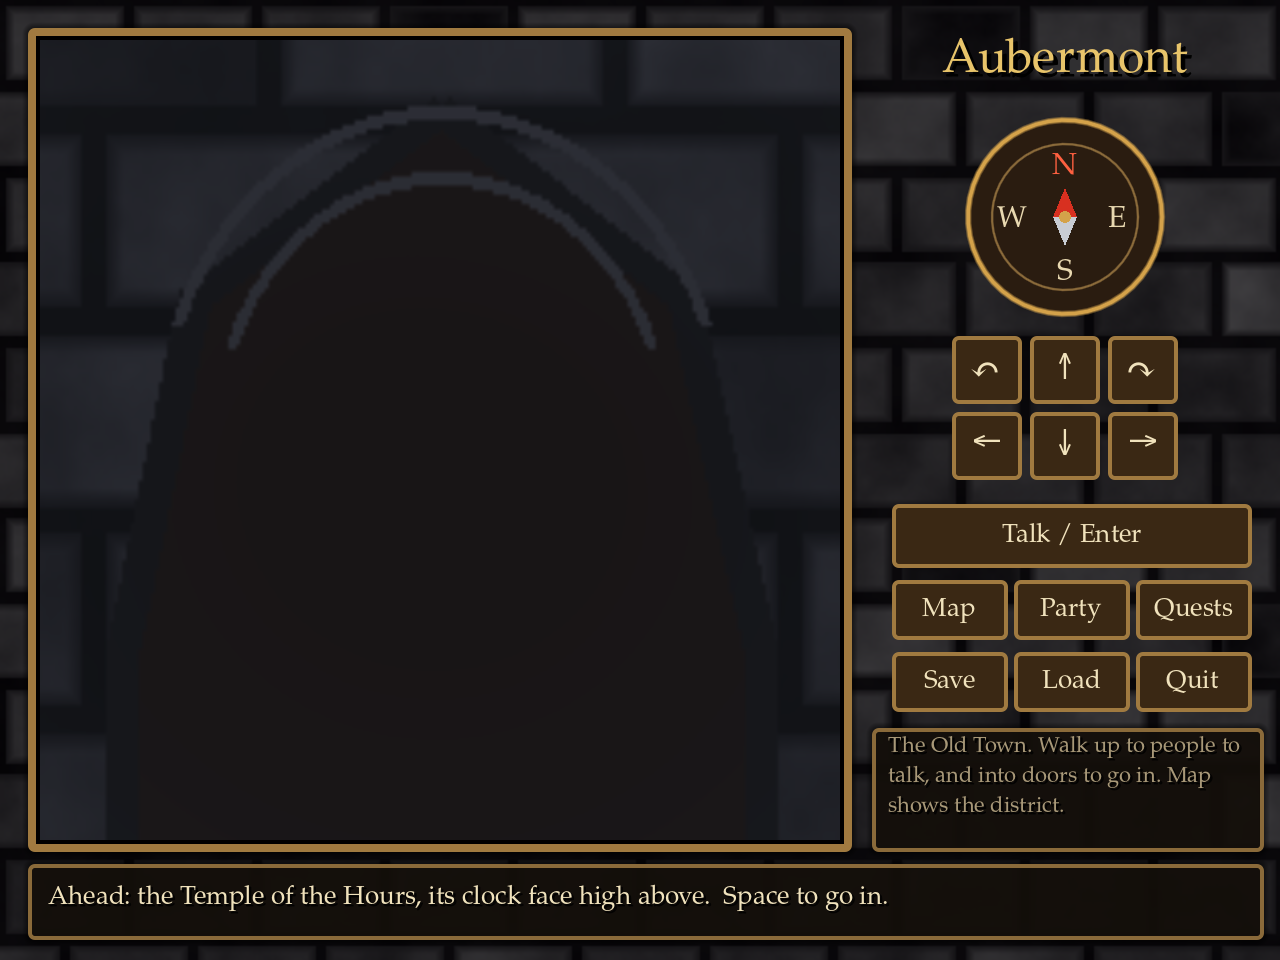 Aubermont
N
W E
S
↶ ↑ ↷
← ↓ →
Talk / Enter
Map Party Quests
Save Load Quit
The Old Town. Walk up to people to
talk, and into doors to go in. Map
shows the district.
Ahead: the Temple of the Hours, its clock face high above.  Space to go in.